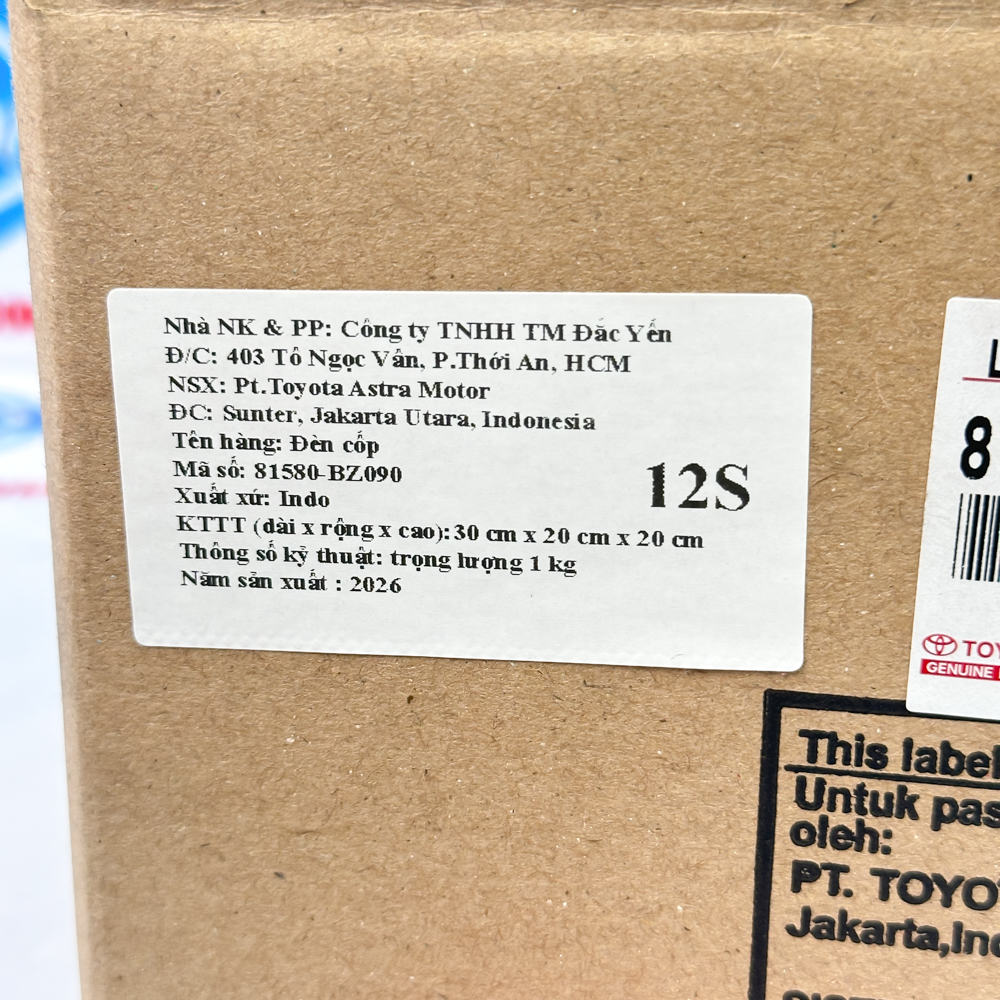 Nhà NK & PP: Công ty TNHH TM Đắc Yến
Đ/C: 403 Tô Ngọc Vân, P.Thới An, HCM
NSX: Pt.Toyota Astra Motor
ĐC: Sunter, Jakarta Utara, Indonesia
Tên hàng: Đèn cốp
Mã số: 81580-BZ090
12S
Xuất xứ: Indo
KTTT (dài x rộng x cao): 30 cm x 20 cm x 20 cm
Thông số kỹ thuật: trọng lượng 1 kg
Năm sản xuất : 2026
L
8
TOY
GENUINE
This label
Untuk pas
oleh:
PT. TOYO
Jakarta,Ind